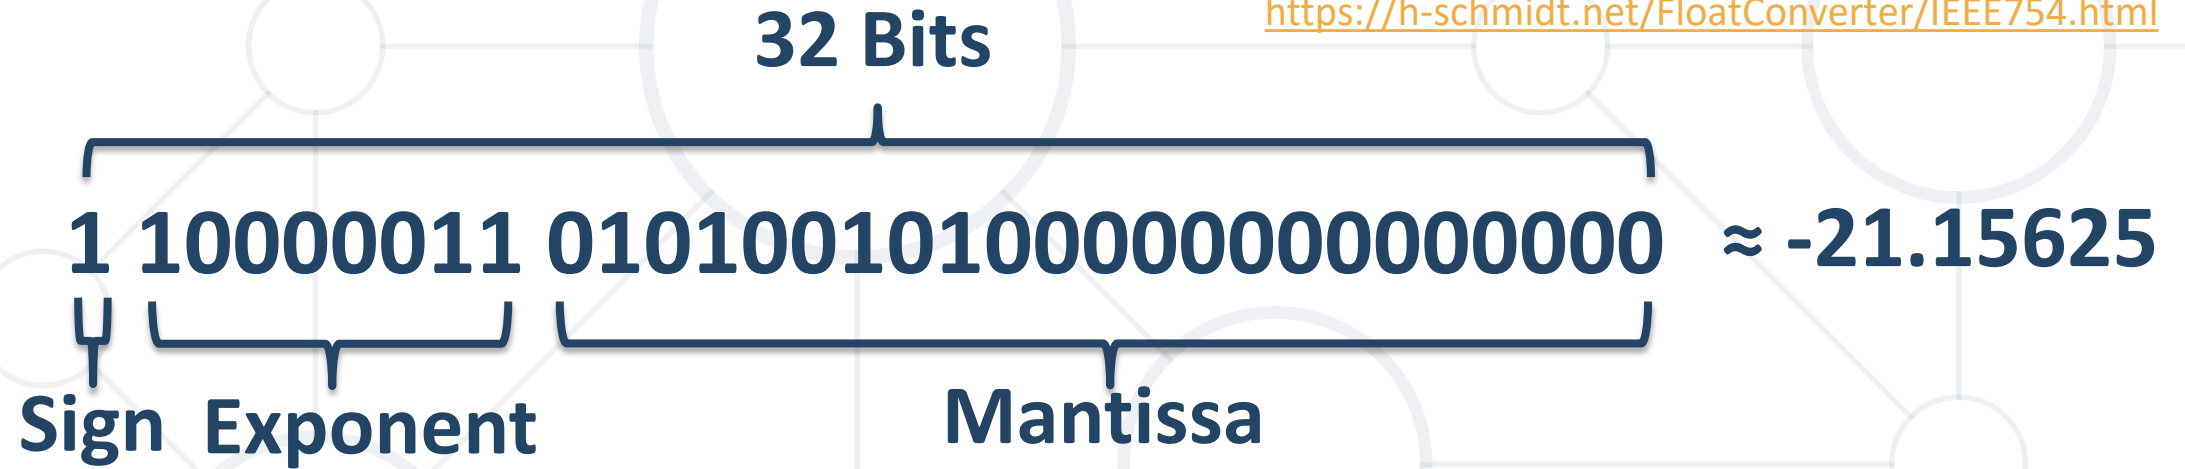 https://h-schmidt.net/FloatConverter/IEEE754.html
32 Bits
1 10000011 01010010100000000000000 ≈ -21.15625
Sign Exponent Mantissa